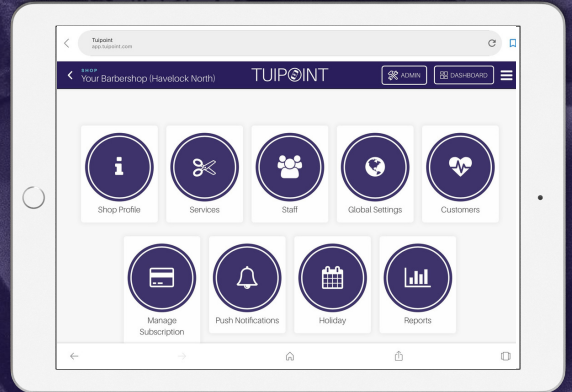 Tuipoint
app.tuipoint.com
SHOP
Your Barbershop (Havelock North)
TUIPOINT
ADMIN
DASHBOARD
Shop Profile
Services
Staff
Global Settings
Customers
Manage
Subscription
Push Notifications
Holiday
Reports